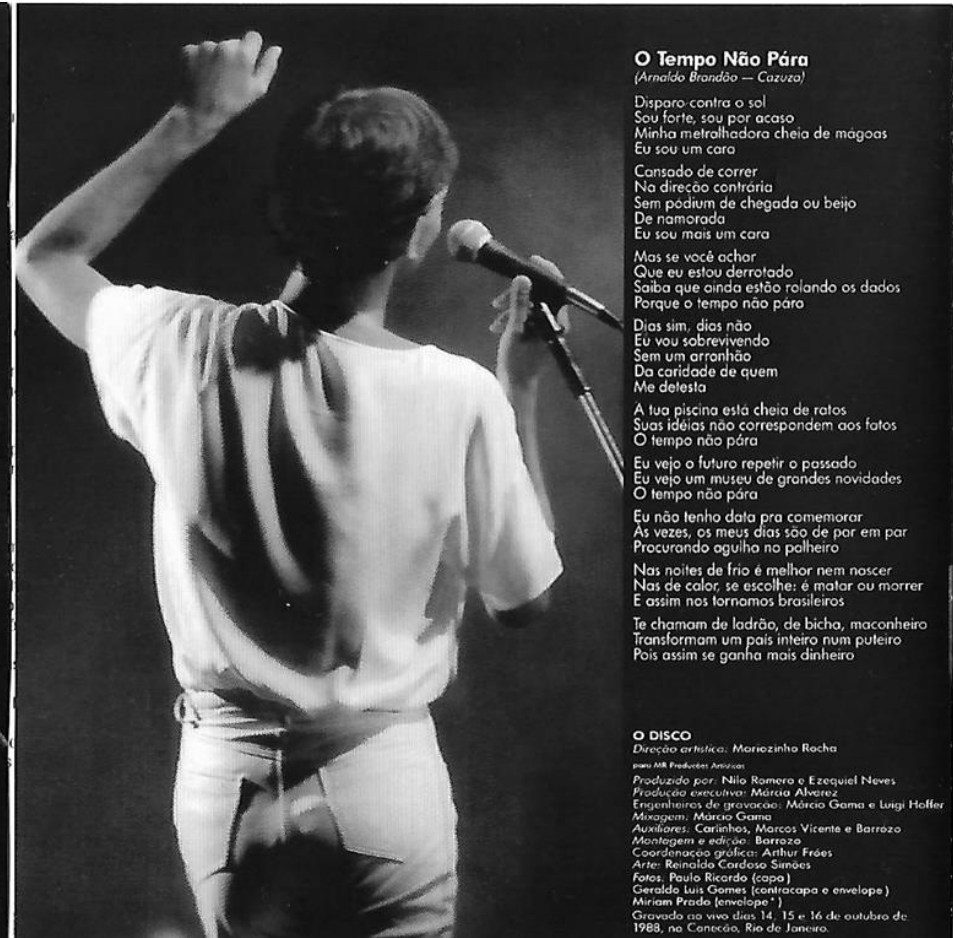 O Tempo Não Pára
(Arnaldo Brandão — Cazuza)
Disparo contra o sol
Sou forte, sou por acaso
Minha metralhadora cheia de mágoas
Eu sou um cara
Cansado de correr
Na direção contrária
Sem pódium de chegada ou beijo
De namorada
Eu sou mais um cara
Mas se você achar
Que eu estou derrotado
Saiba que ainda estão rolando os dados
Porque o tempo não pára
Dias sim, dias não
Eu vou sobrevivendo
Sem um arronhão
Da caridade de quem
Me detesta
A tua piscina está cheia de ratos
Suas idéias não correspondem aos fatos
O tempo não pára
Eu vejo o futuro repetir o passado
Eu vejo um museu de grandes novidades
O tempo não pára
Eu não tenho data pra comemorar
Às vezes, os meus dias são de par em par
Procurando agulha no palheiro
Nas noites de frio é melhor nem nascer
Nas de calor, se escolhe: é matar ou morrer
E assim nos tornamos brasileiros
Te chamam de ladrão, de bicha, maconheiro
Transformam um país inteiro num puteiro
Pois assim se ganha mais dinheiro
O DISCO
Direção artística: Mariozinho Rocha
para MR Produções Artísticas
Produzido por: Nilo Romero e Ezequiel Neves
Produção executiva: Márcia Alvarez
Engenheiros de gravação: Márcio Gama e Luigi Hoffer
Mixagem: Márcio Gama
Auxiliares: Carlinhos, Marcos Vicente e Barrozo
Montagem e edição: Barrozo
Coordenação gráfica: Arthur Fróes
Arte: Reinaldo Cardoso Simões
Fotos: Paulo Ricardo (capa)
Geraldo Luis Gomes (contracapa e envelope)
Miriam Prado (envelope*)
Gravado ao vivo dias 14, 15 e 16 de outubro de
1988, no Canecão, Rio de Janeiro.